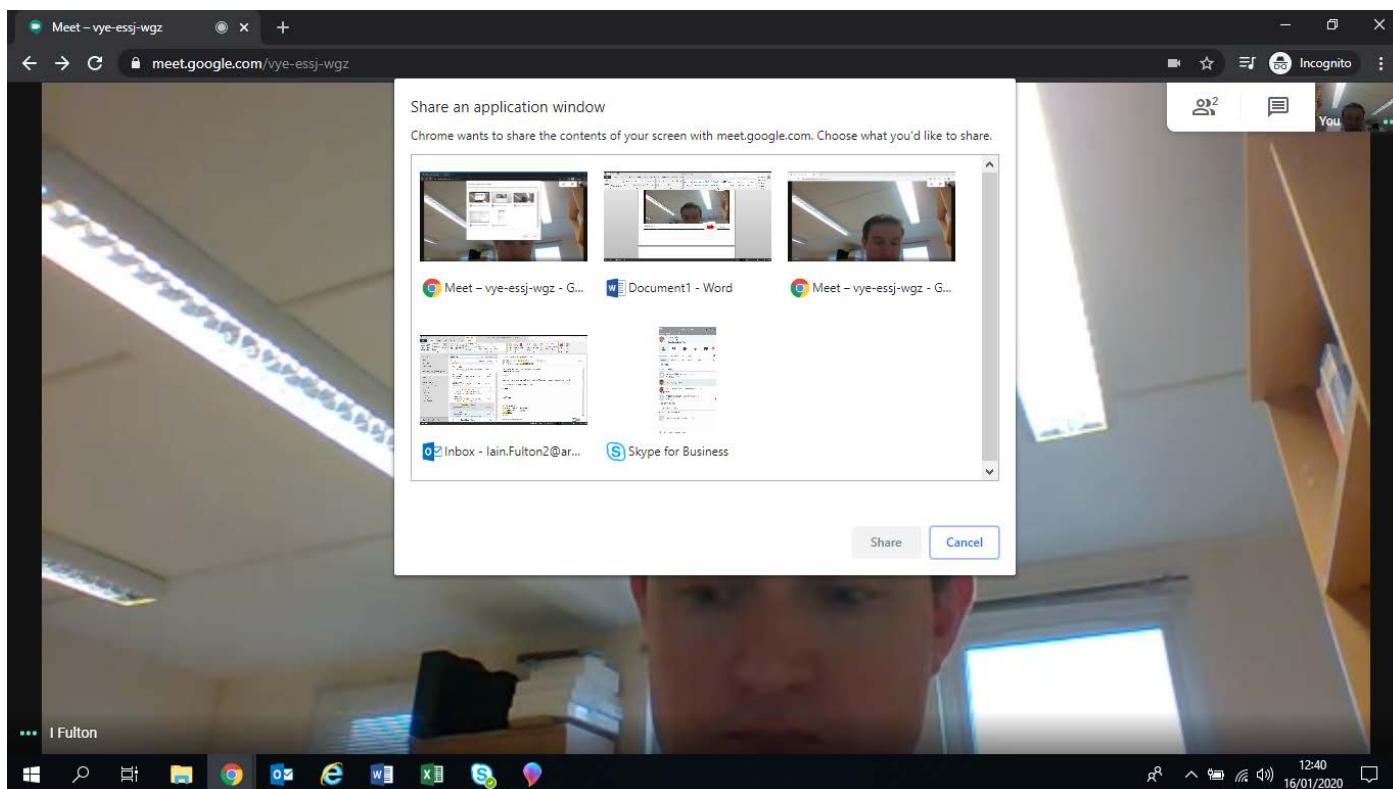 Meet – vye-essj-wgz
meet.google.com/vye-essj-wgz
Incognito
Share an application window
Chrome wants to share the contents of your screen with meet.google.com. Choose what you'd like to share.
2
You
Meet – vye-essj-wgz - G...
Document1 - Word
Meet – vye-essj-wgz - G...
Inbox - Iain.Fulton2@ar...
Skype for Business
Share
Cancel
I Fulton
12:40
16/01/2020